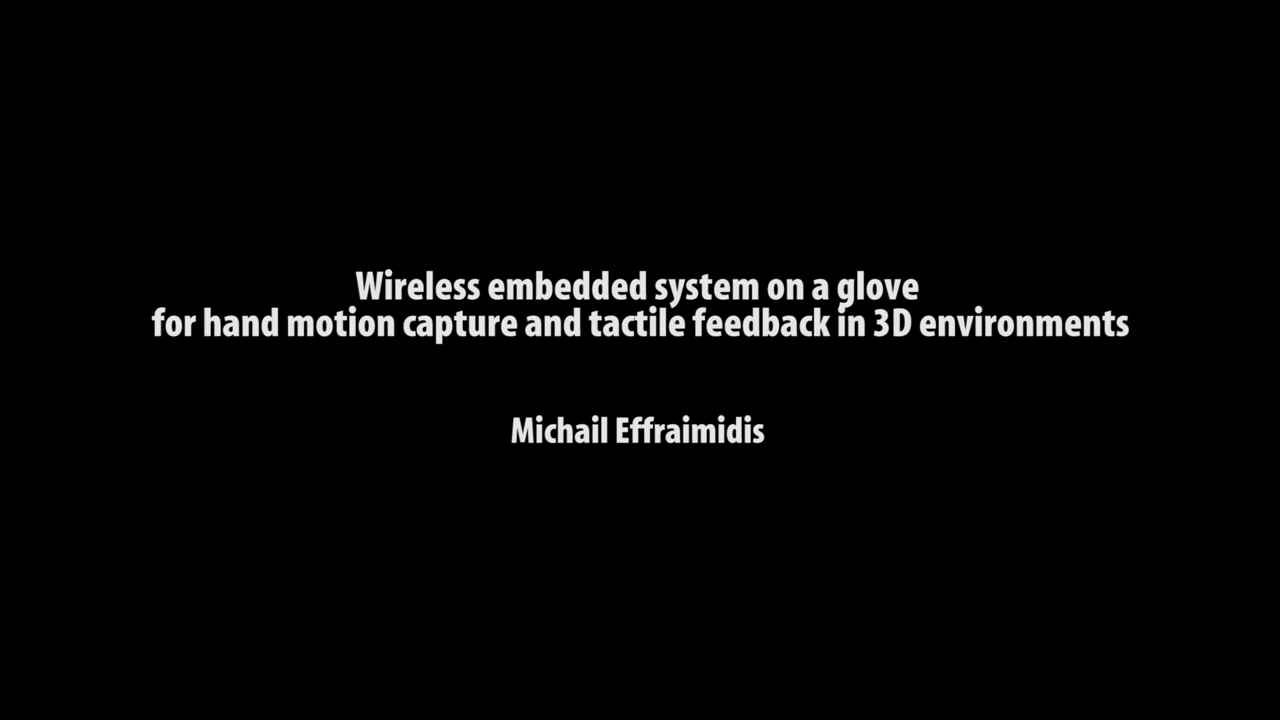 Wireless embedded system on a glove
for hand motion capture and tactile feedback in 3D environments
Michail Effraimidis